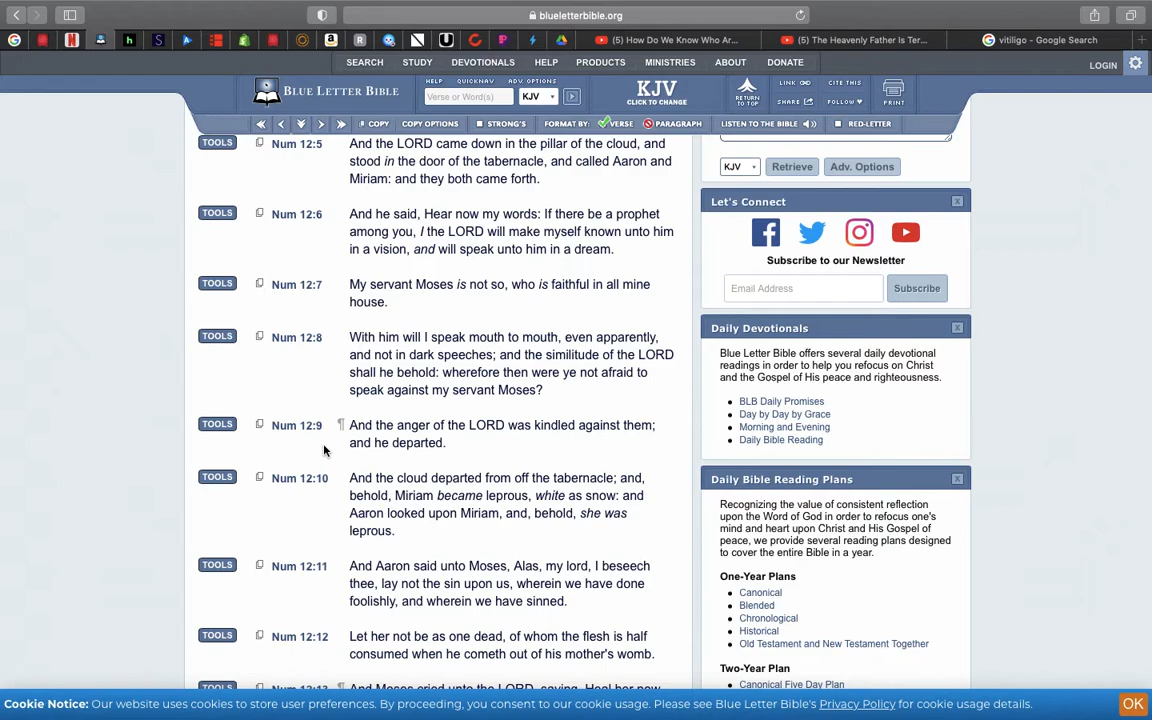 blueletterbible.org
(5) How Do We Know Who Ar...
(5) The Heavenly Father Is Ter...
vitiligo - Google Search
SEARCH STUDY DEVOTIONALS HELP PRODUCTS MINISTRIES ABOUT DONATE
LOGIN
BLUE LETTER BIBLE
HELP QUICKNAV ADV. OPTIONS
Verse or Word(s) KJV
KJV
CLICK TO CHANGE
RETURN TO TOP
LINK CITE THIS
SHARE FOLLOW
PRINT
COPY COPY OPTIONS STRONG'S FORMAT BY: VERSE PARAGRAPH LISTEN TO THE BIBLE RED-LETTER
TOOLS Num 12:5 And the LORD came down in the pillar of the cloud, and
stood in the door of the tabernacle, and called Aaron and
Miriam: and they both came forth.
TOOLS Num 12:6 And he said, Hear now my words: If there be a prophet
among you, I the LORD will make myself known unto him
in a vision, and will speak unto him in a dream.
TOOLS Num 12:7 My servant Moses is not so, who is faithful in all mine
house.
TOOLS Num 12:8 With him will I speak mouth to mouth, even apparently,
and not in dark speeches; and the similitude of the LORD
shall he behold: wherefore then were ye not afraid to
speak against my servant Moses?
TOOLS Num 12:9 ¶ And the anger of the LORD was kindled against them;
and he departed.
TOOLS Num 12:10 And the cloud departed from off the tabernacle; and,
behold, Miriam became leprous, white as snow: and
Aaron looked upon Miriam, and, behold, she was
leprous.
TOOLS Num 12:11 And Aaron said unto Moses, Alas, my lord, I beseech
thee, lay not the sin upon us, wherein we have done
foolishly, and wherein we have sinned.
TOOLS Num 12:12 Let her not be as one dead, of whom the flesh is half
consumed when he cometh out of his mother's womb.
TOOLS Num 12:13 ¶ And Moses cried unto the LORD, saying, Heal her now,
KJV Retrieve Adv. Options
Let's Connect
Subscribe to our Newsletter
Email Address Subscribe
Daily Devotionals
Blue Letter Bible offers several daily devotional
readings in order to help you refocus on Christ
and the Gospel of His peace and righteousness.
BLB Daily Promises
Day by Day by Grace
Morning and Evening
Daily Bible Reading
Daily Bible Reading Plans
Recognizing the value of consistent reflection
upon the Word of God in order to refocus one's
mind and heart upon Christ and His Gospel of
peace, we provide several reading plans designed
to cover the entire Bible in a year.
One-Year Plans
Canonical
Blended
Chronological
Historical
Old Testament and New Testament Together
Two-Year Plan
Canonical Five Day Plan
Cookie Notice: Our website uses cookies to store user preferences. By proceeding, you consent to our cookie usage. Please see Blue Letter Bible's Privacy Policy for cookie usage details.
OK